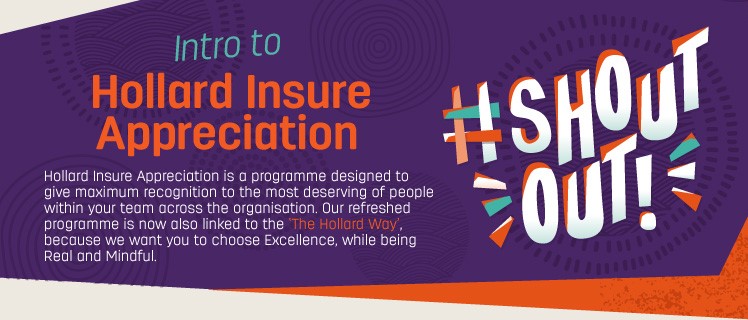 Intro to
Hollard Insure
Appreciation
Hollard Insure Appreciation is a programme designed to
give maximum recognition to the most deserving of people
within your team across the organisation. Our refreshed
programme is now also linked to the 'The Hollard Way',
because we want you to choose Excellence, while being
Real and Mindful.
#SHOUT
OUT!